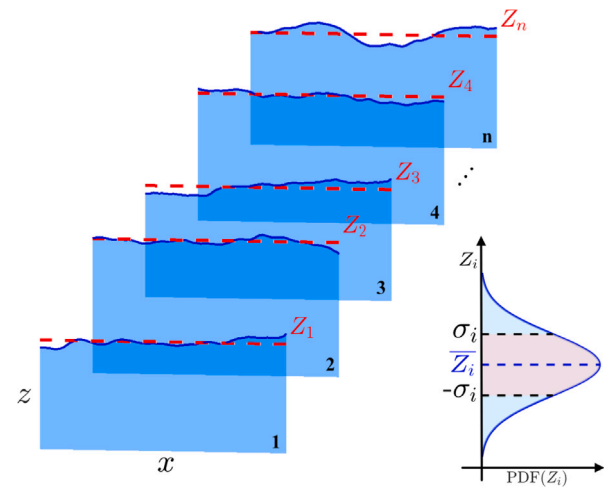 Z_n
Z_4
n
⋰
Z_3
4
Z_2
3
Z_1
2
z
1
x
Z_i
σ_i
\overline{Z_i}
-σ_i
PDF(Z_i)